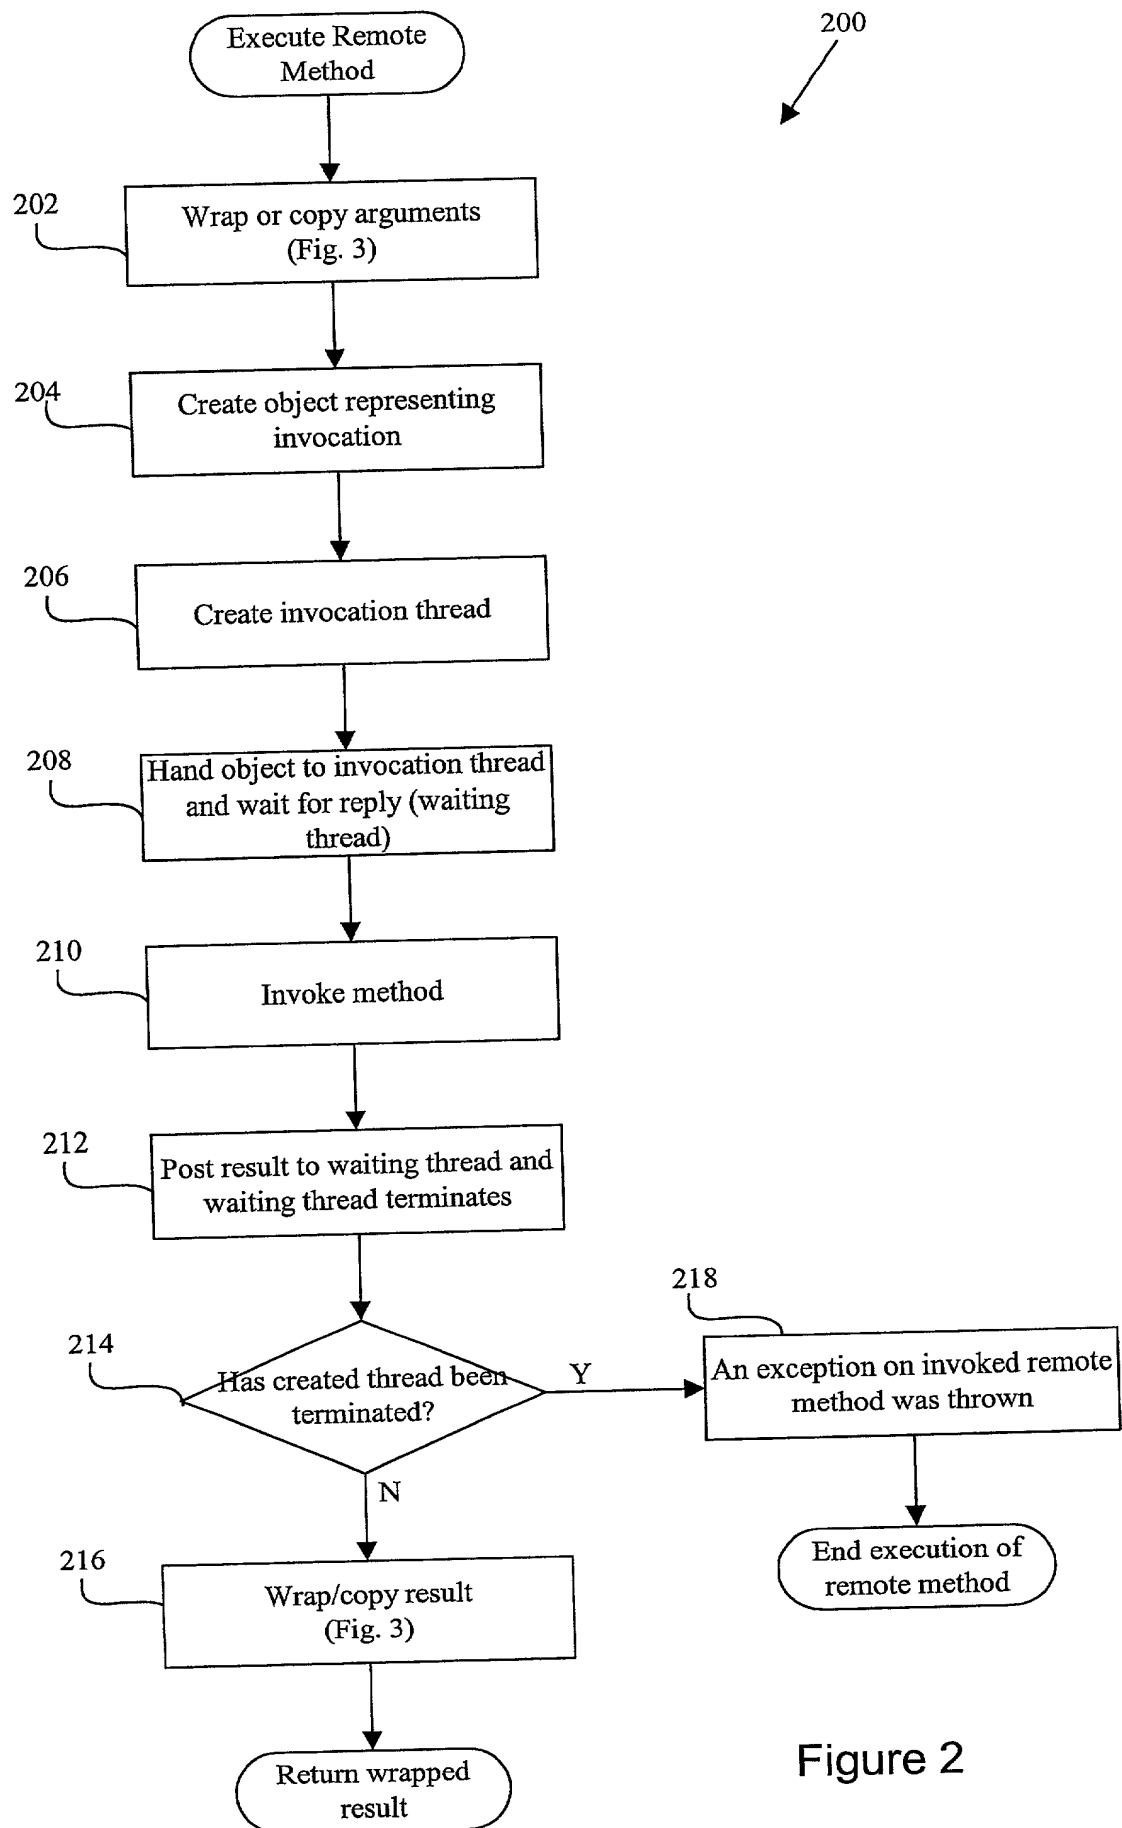 Execute Remote
Method
200
202
Wrap or copy arguments
(Fig. 3)
204
Create object representing
invocation
206
Create invocation thread
208
Hand object to invocation thread
and wait for reply (waiting
thread)
210
Invoke method
212
Post result to waiting thread and
waiting thread terminates
214
Has created thread been
terminated?
Y
N
218
An exception on invoked remote
method was thrown
End execution of
remote method
216
Wrap/copy result
(Fig. 3)
Return wrapped
result
Figure 2